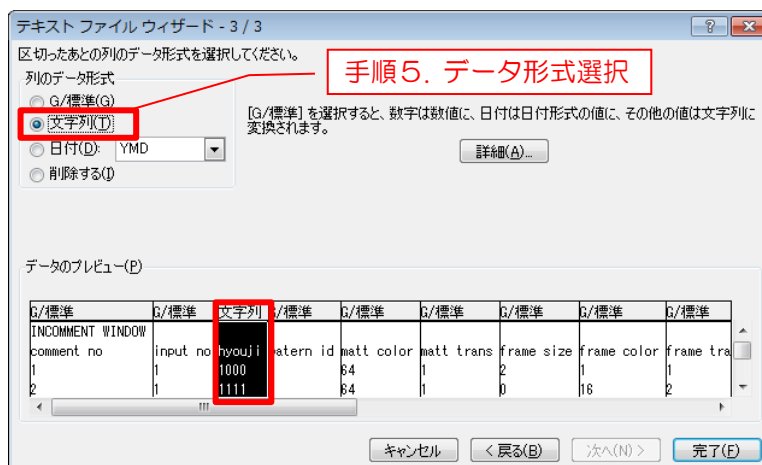 テキスト ファイル ウィザード - 3 / 3
区切ったあとの列のデータ形式を選択してください。
手順５．データ形式選択
列のデータ形式
G/標準(G)
文字列(T)
日付(D): YMD
削除する(I)
[G/標準] を選択すると、数字は数値に、日付は日付形式の値に、その他の値は文字列に
変換されます。
詳細(A)...
データのプレビュー(P)
G/標準 G/標準 文字列 G/標準 G/標準 G/標準 G/標準 G/標準 G/標準
INCOMMENT WINDOW
comment no input no hyouji patern id matt color matt trans frame size frame color frame tra
1 1 1000 64 1 2 1 1
2 1 1111 64 1 0 16 2
キャンセル < 戻る(B) 次へ(N) > 完了(F)